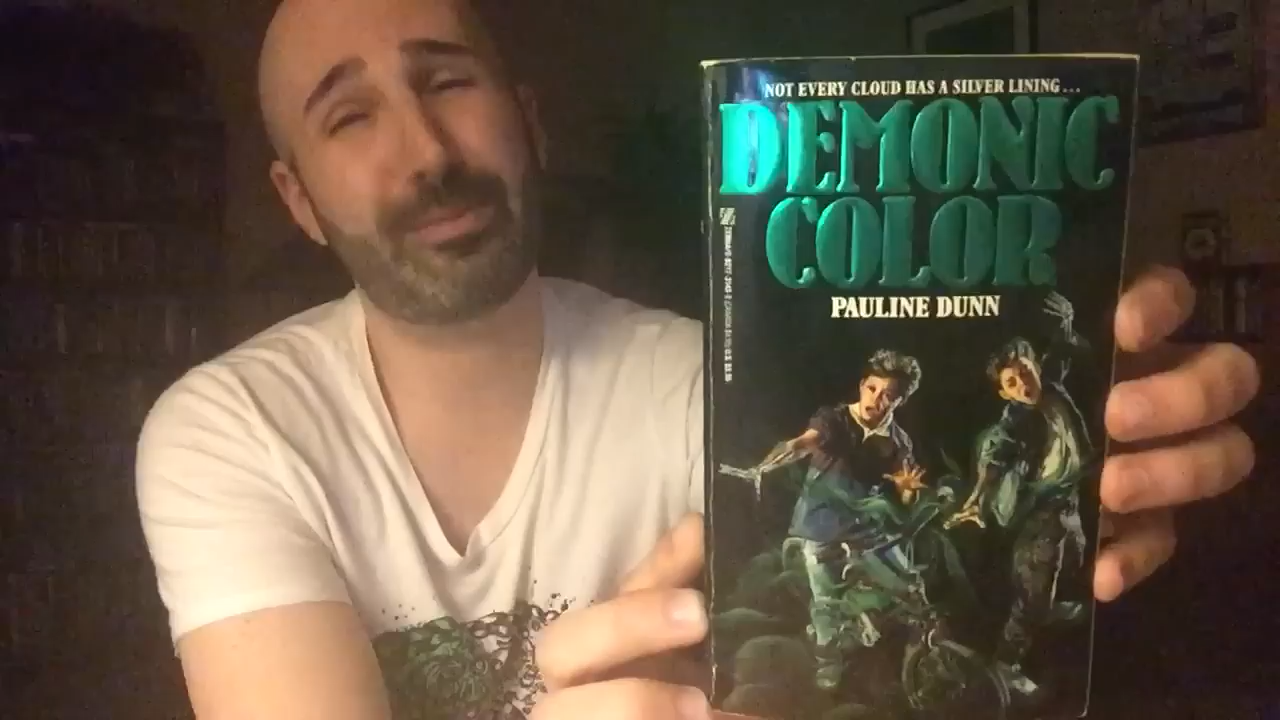 NOT EVERY CLOUD HAS A SILVER LINING...
DEMONIC
COLOR
PAULINE DUNN